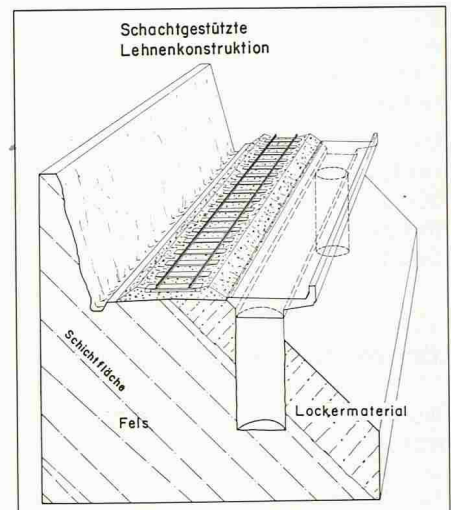 Schachtgestützte
Lehnenkonstruktion
Schichtfläche
Fels
Lockermaterial